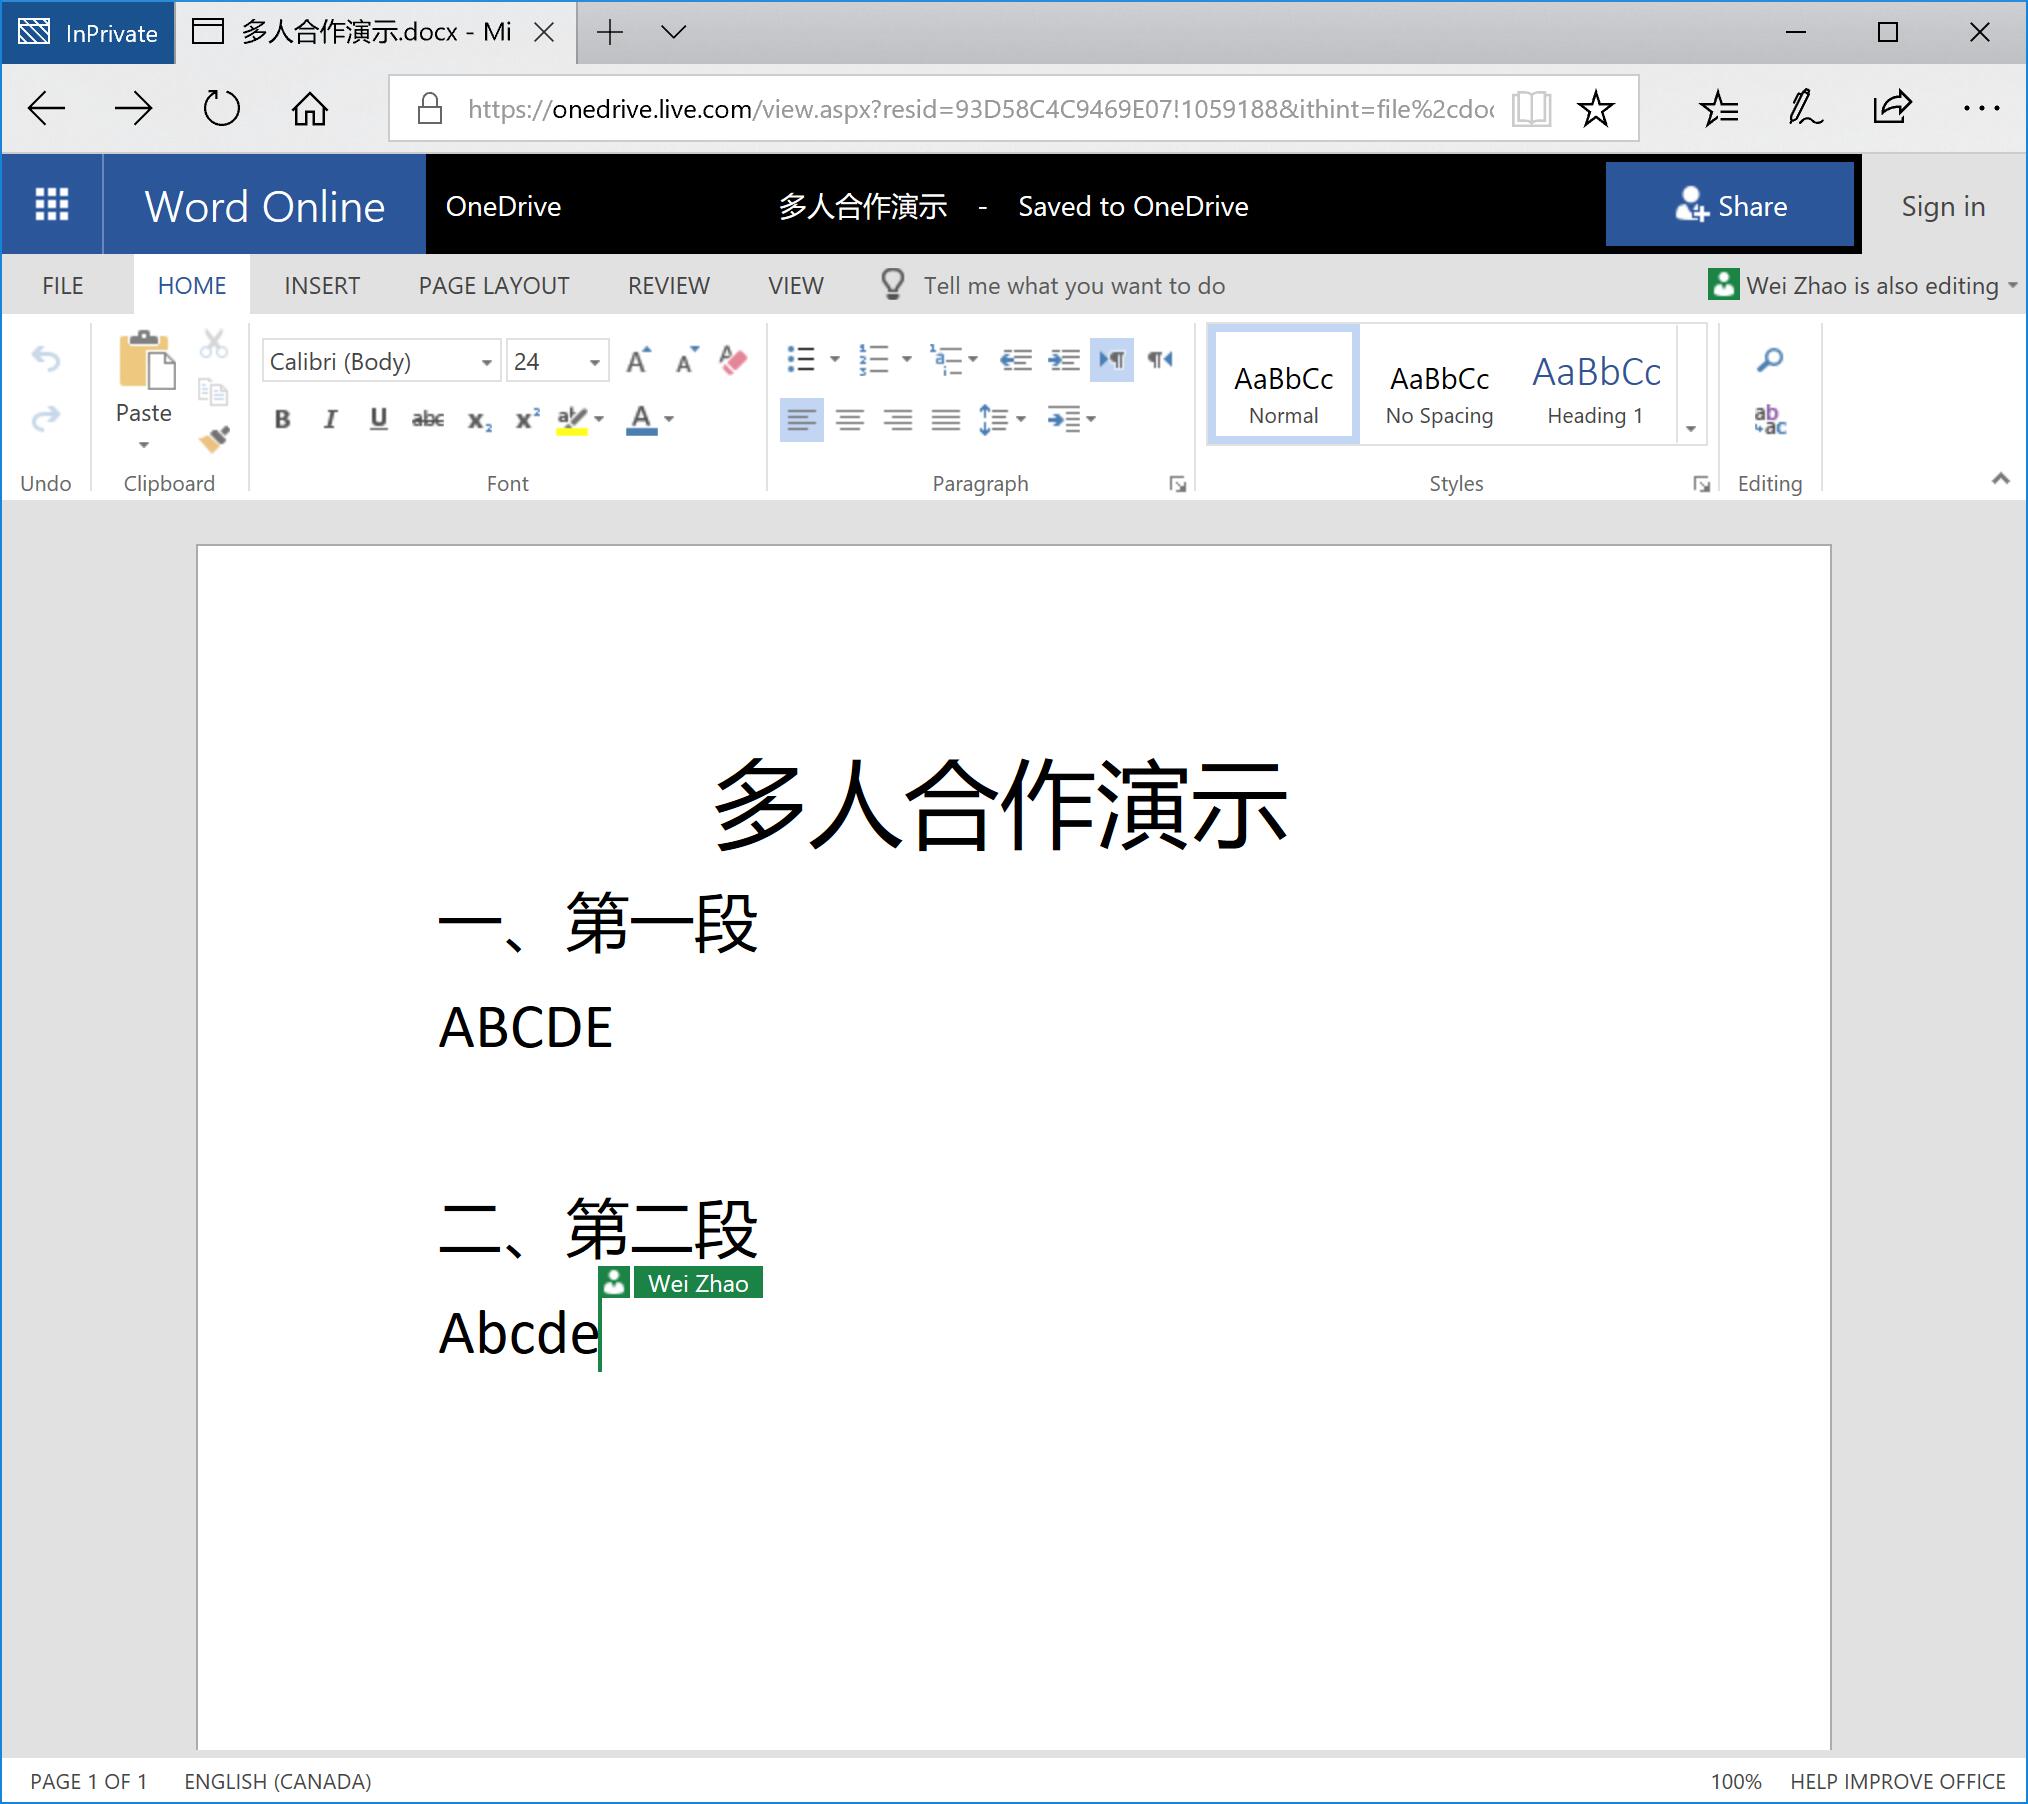 InPrivate 多人合作演示.docx - Mi
https://onedrive.live.com/view.aspx?resid=93D58C4C9469E07!1059188&ithint=file%2cdoc
Word Online OneDrive 多人合作演示 - Saved to OneDrive Share Sign in
FILE HOME INSERT PAGE LAYOUT REVIEW VIEW Tell me what you want to do Wei Zhao is also editing
Paste
Calibri (Body) 24
B I U abc x₂ x² A
AaBbCc AaBbCc AaBbCc
Normal No Spacing Heading 1
Undo Clipboard Font Paragraph Styles Editing
多人合作演示
一、第一段
ABCDE
二、第二段
Wei Zhao
Abcde
PAGE 1 OF 1 ENGLISH (CANADA) 100% HELP IMPROVE OFFICE